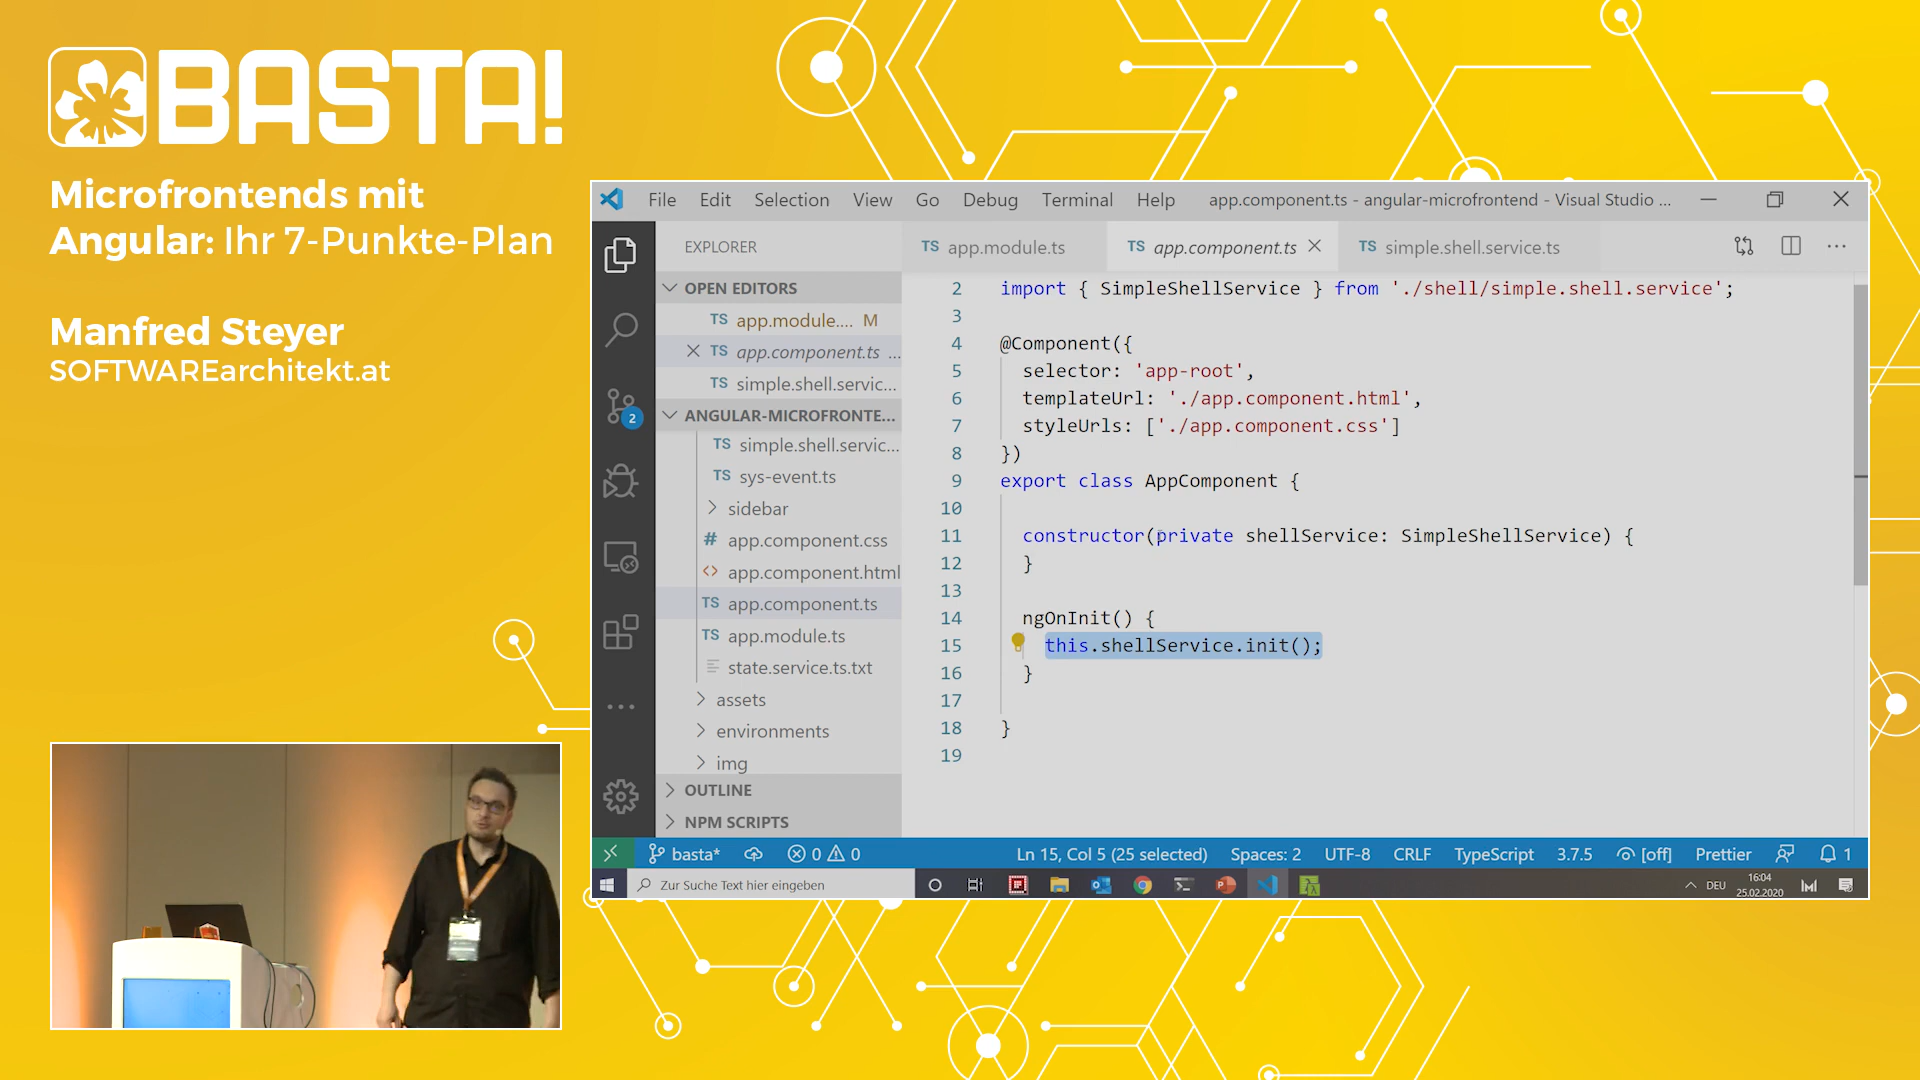 BASTA!
Microfrontends mit
Angular: Ihr 7-Punkte-Plan
Manfred Steyer
SOFTWAREarchitekt.at
File Edit Selection View Go Debug Terminal Help app.component.ts - angular-microfrontend - Visual Studio ...
EXPLORER
OPEN EDITORS
TS app.module.... M
TS app.component.ts ...
TS simple.shell.servic...
ANGULAR-MICROFRONTE...
TS simple.shell.servic...
TS sys-event.ts
sidebar
# app.component.css
<> app.component.html
TS app.component.ts
TS app.module.ts
state.service.ts.txt
assets
environments
img
OUTLINE
NPM SCRIPTS
2
TS app.module.ts TS app.component.ts TS simple.shell.service.ts
2 import { SimpleShellService } from './shell/simple.shell.service';
3
4 @Component({
5 selector: 'app-root',
6 templateUrl: './app.component.html',
7 styleUrls: ['./app.component.css']
8 })
9 export class AppComponent {
10
11 constructor(private shellService: SimpleShellService) {
12 }
13
14 ngOnInit() {
15 this.shellService.init();
16 }
17
18 }
19
basta* 0 0 Ln 15, Col 5 (25 selected) Spaces: 2 UTF-8 CRLF TypeScript 3.7.5 [off] Prettier 1
Zur Suche Text hier eingeben
DEU
16:04
25.02.2020